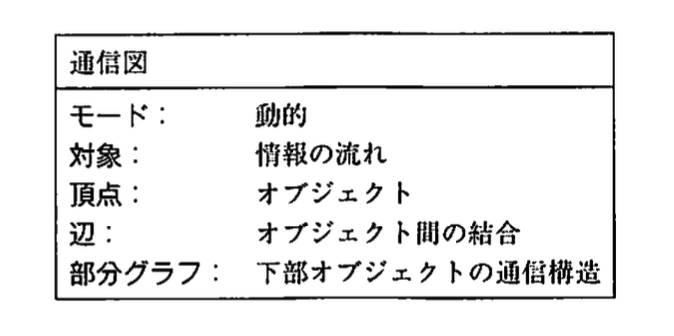 通信図
モード： 動的
対象： 情報の流れ
頂点： オブジェクト
辺： オブジェクト間の結合
部分グラフ： 下部オブジェクトの通信構造